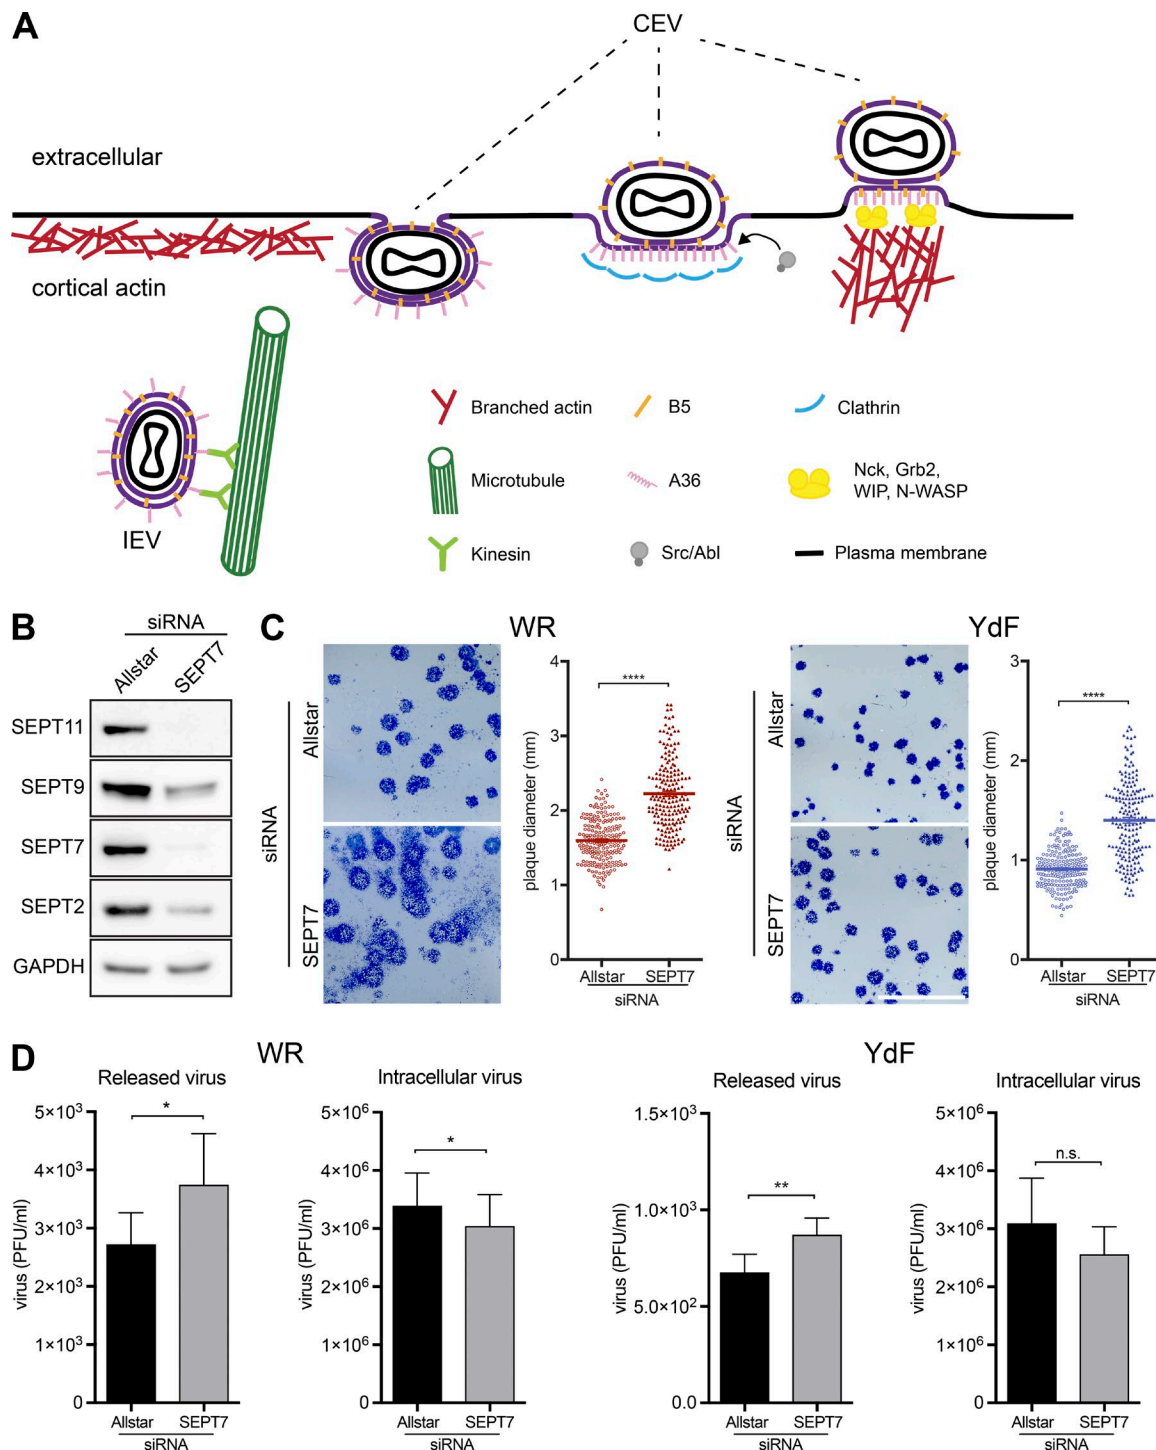 A
CEV
extracellular
cortical actin
IEV
Branched actin
B5
Clathrin
Microtubule
A36
Nck, Grb2,
WIP, N-WASP
Kinesin
Src/Abl
Plasma membrane
B
siRNA
Allstar
SEPT7
SEPT11
SEPT9
SEPT7
SEPT2
GAPDH
C
WR
siRNA
Allstar
SEPT7
plaque diameter (mm)
4
3
2
1
0
****
Allstar
SEPT7
siRNA
YdF
siRNA
Allstar
SEPT7
plaque diameter (mm)
3
2
1
0
****
Allstar
SEPT7
siRNA
D
WR
Released virus
virus (PFU/ml)
5×10³
4×10³
3×10³
2×10³
1×10³
0
*
Allstar
SEPT7
siRNA
Intracellular virus
virus (PFU/ml)
5×10⁶
4×10⁶
3×10⁶
2×10⁶
1×10⁶
0
*
Allstar
SEPT7
siRNA
YdF
Released virus
virus (PFU/ml)
1.5×10³
1.0×10³
5.0×10²
0.0
**
Allstar
SEPT7
siRNA
Intracellular virus
virus (PFU/ml)
5×10⁶
4×10⁶
3×10⁶
2×10⁶
1×10⁶
0
n.s.
Allstar
SEPT7
siRNA